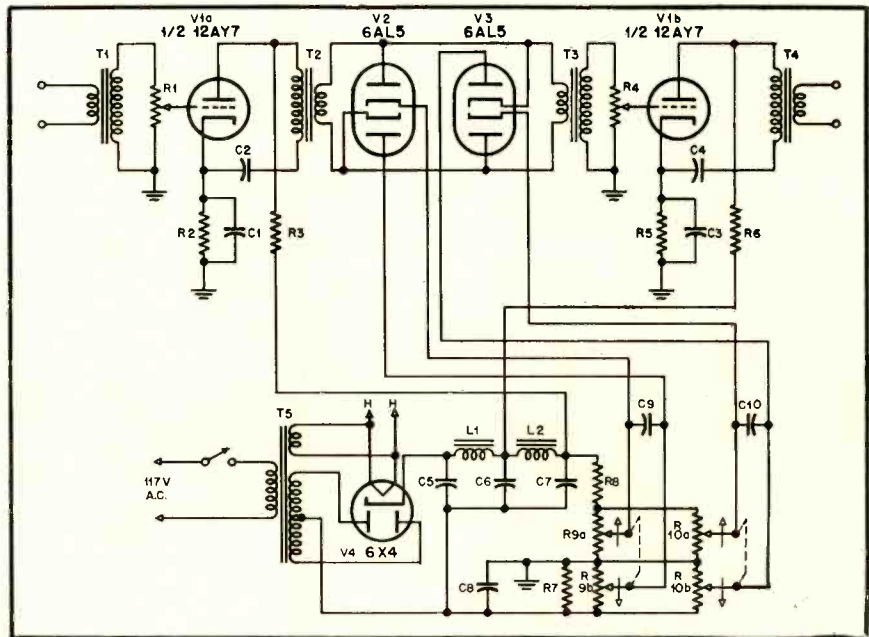 V1a
1/2 12AY7
V2
6AL5
V3
6AL5
V1b
1/2 12AY7
T1
T2
T3
T4
R1
R4
C2
C4
R2
C1
R3
R5
C3
R6
T5
H H
L1
L2
C9
C10
117V
A.C.
C5
C6
C7
R8
R9a
R
10a
V4 6X4
C8
R7
R
9b
R
10b